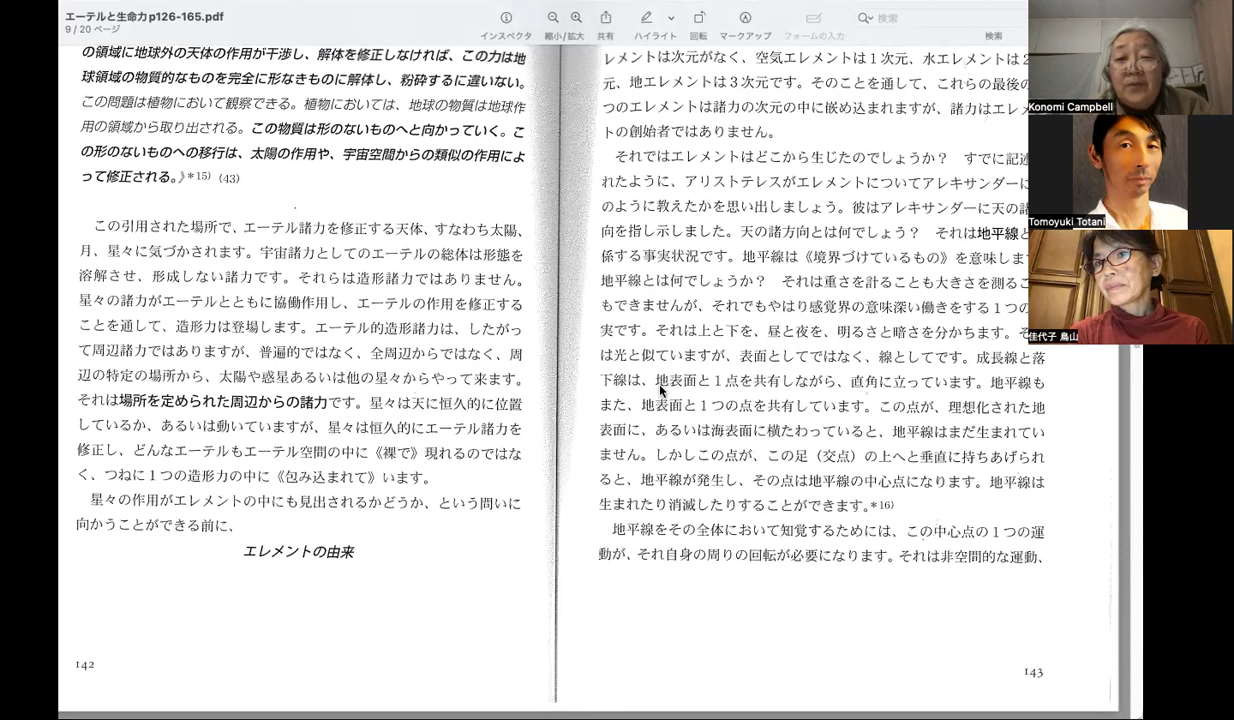 エーテルと生命力p126-165.pdf
9 / 20 ページ
インスペクタ
縮小/拡大
共有
ハイライト
回転
マークアップ
フォームの入力
検索
検索
の領域に地球外の天体の作用が干渉し、解体を修正しなければ、この力は地
球領域の物質的なものを完全に形なきものに解体し、粉砕するに違いない。
この問題は植物において観察できる。植物においては、地球の物質は地球作
用の領域から取り出される。この物質は形のないものへと向かっていく。こ
の形のないものへの移行は、太陽の作用や、宇宙空間からの類似の作用によ
って修正される。》*15) (43)
この引用された場所で、エーテル諸力を修正する天体、すなわち太陽、
月、星々に気づかされます。宇宙諸力としてのエーテルの総体は形態を
溶解させ、形成しない諸力です。それらは造形諸力ではありません。
星々の諸力がエーテルとともに協働作用し、エーテルの作用を修正する
ことを通して、造形力は登場します。エーテル的造形諸力は、したがっ
て周辺諸力ではありますが、普遍的ではなく、全周辺からではなく、周
辺の特定の場所から、太陽や惑星あるいは他の星々からやって来ます。
それは場所を定められた周辺からの諸力です。星々は天に恒久的に位置
しているか、あるいは動いていますが、星々は恒久的にエーテル諸力を
修正し、どんなエーテルもエーテル空間の中に《裸で》現れるのではな
く、つねに1つの造形力の中に《包み込まれて》います。
星々の作用がエレメントの中にも見出されるかどうか、という問いに
向かうことができる前に、
エレメントの由来
142
レメントは次元がなく、空気エレメントは1次元、水エレメントは2
元、地エレメントは3次元です。そのことを通して、これらの最後の
つのエレメントは諸力の次元の中に嵌め込まれますが、諸力はエレメ
トの創始者ではありません。
それではエレメントはどこから生じたのでしょうか？ すでに記述
れたように、アリストテレスがエレメントについてアレキサンダーに
のように教えたかを思い出しましょう。彼はアレキサンダーに天の諸
向を指し示しました。天の諸方向とは何でしょう？ それは地平線と
係する事実状況です。地平線は《境界づけているもの》を意味しま
地平線とは何でしょうか？ それは重さを計ることも大きさを測るこ
もできませんが、それでもやはり感覚界の意味深い働きをする1つの
実です。それは上と下を、昼と夜を、明るさと暗さを分かちます。そ
は光と似ていますが、表面としてではなく、線としてです。成長線と落
下線は、地表面と1点を共有しながら、直角に立っています。地平線も
また、地表面と1つの点を共有しています。この点が、理想化された地
表面に、あるいは海表面に横たわっていると、地平線はまだ生まれてい
ません。しかしこの点が、この足（交点）の上へと垂直に持ちあげられ
ると、地平線が発生し、その点は地平線の中心点になります。地平線は
生まれたり消滅したりすることができます。*16)
地平線をその全体において知覚するためには、この中心点の1つの運
動が、それ自身の周りの回転が必要になります。それは非空間的な運動、
143
Konomi Campbell
Tomoyuki Totani
佳代子 鳥山